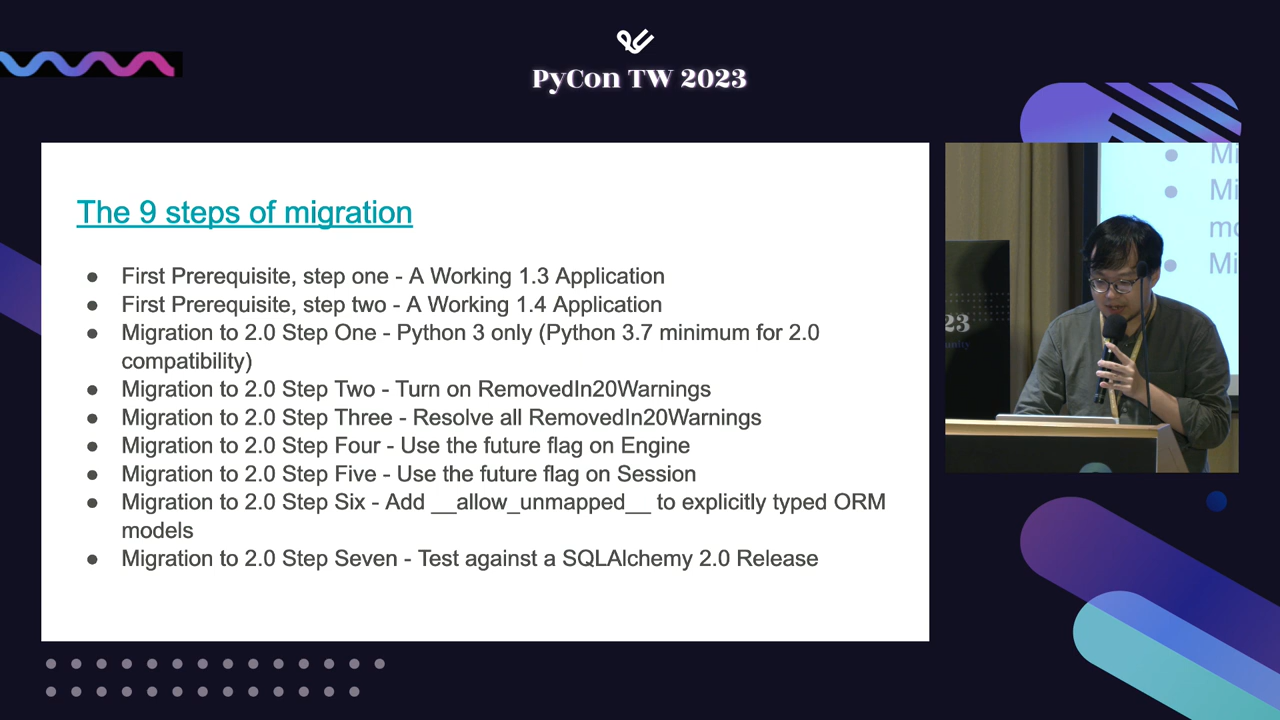 PyCon TW 2023
The 9 steps of migration
● First Prerequisite, step one - A Working 1.3 Application
● First Prerequisite, step two - A Working 1.4 Application
● Migration to 2.0 Step One - Python 3 only (Python 3.7 minimum for 2.0
compatibility)
● Migration to 2.0 Step Two - Turn on RemovedIn20Warnings
● Migration to 2.0 Step Three - Resolve all RemovedIn20Warnings
● Migration to 2.0 Step Four - Use the future flag on Engine
● Migration to 2.0 Step Five - Use the future flag on Session
● Migration to 2.0 Step Six - Add __allow_unmapped__ to explicitly typed ORM
models
● Migration to 2.0 Step Seven - Test against a SQLAlchemy 2.0 Release
● Mi
● Mi
mo
● Mi
23